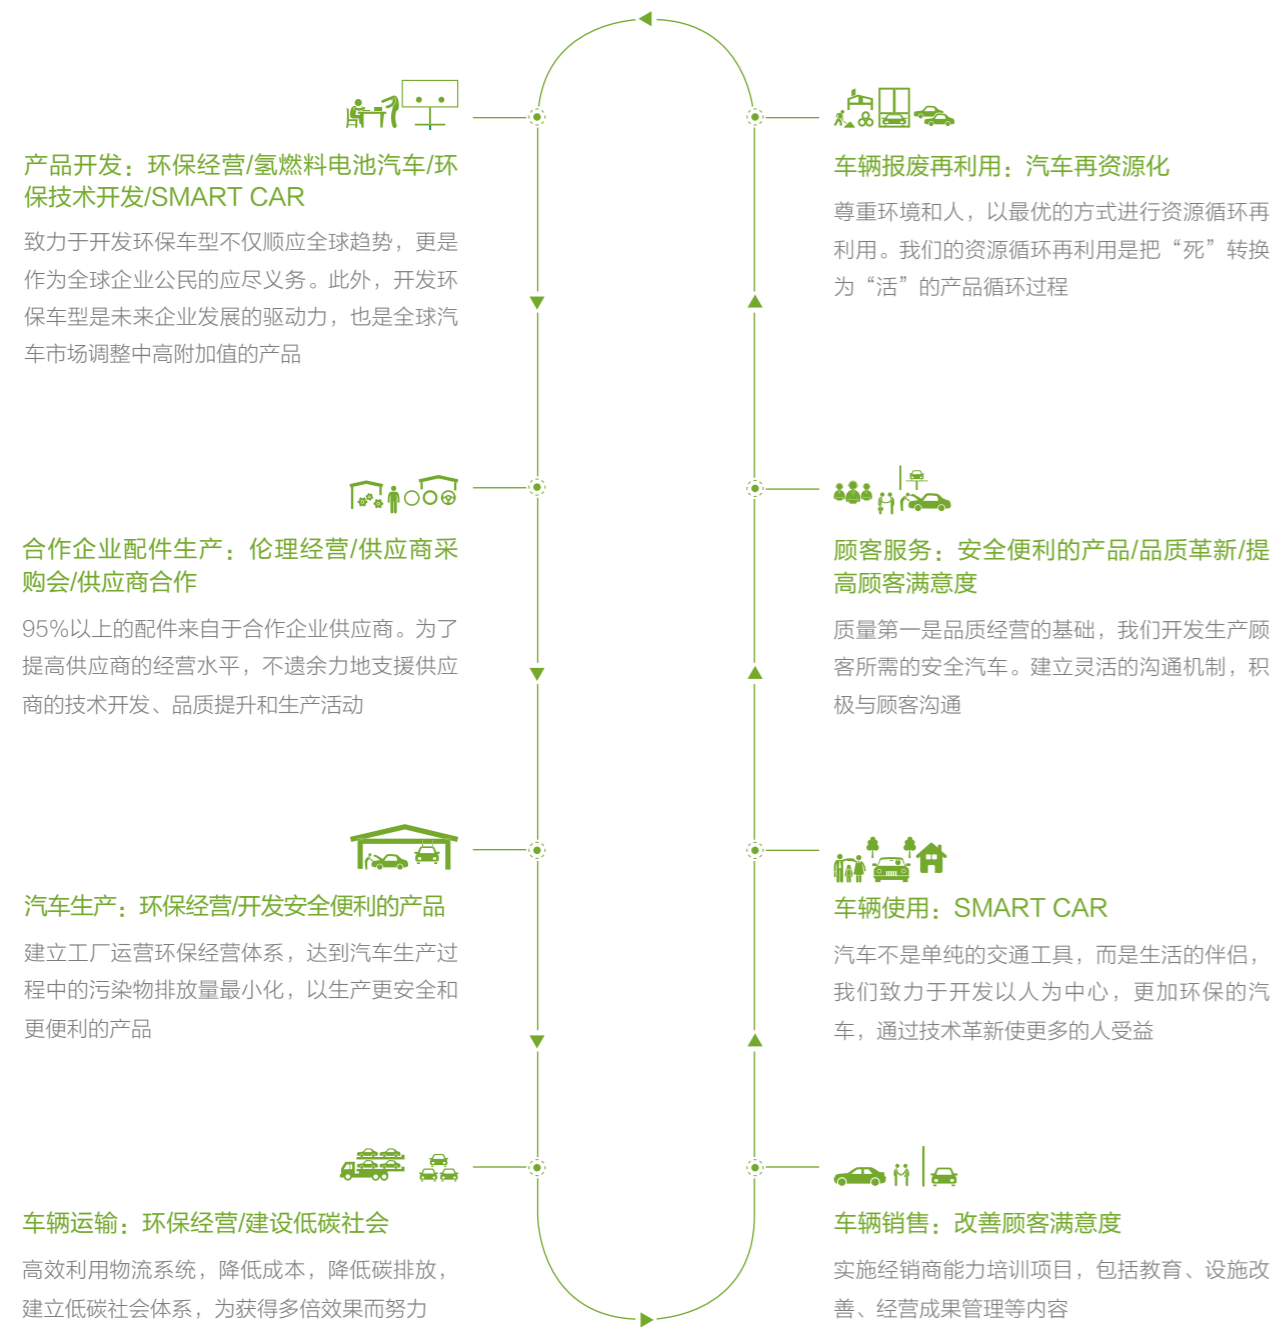 产品开发：环保经营/氢燃料电池汽车/环
保技术开发/SMART CAR
致力于开发环保车型不仅顺应全球趋势，更是
作为全球企业公民的应尽义务。此外，开发环
保车型是未来企业发展的驱动力，也是全球汽
车市场调整中高附加值的产品
合作企业配件生产：伦理经营/供应商采
购会/供应商合作
95%以上的配件来自于合作企业供应商。为了
提高供应商的经营水平，不遗余力地支援供应
商的技术开发、品质提升和生产活动
汽车生产：环保经营/开发安全便利的产品
建立工厂运营环保经营体系，达到汽车生产过
程中的污染物排放量最小化，以生产更安全和
更便利的产品
车辆运输：环保经营/建设低碳社会
高效利用物流系统，降低成本，降低碳排放，
建立低碳社会体系，为获得多倍效果而努力
车辆报废再利用：汽车再资源化
尊重环境和人，以最优的方式进行资源循环再
利用。我们的资源循环再利用是把“死”转换
为“活”的产品循环过程
顾客服务：安全便利的产品/品质革新/提
高顾客满意度
质量第一是品质经营的基础，我们开发生产顾
客所需的安全汽车。建立灵活的沟通机制，积
极与顾客沟通
车辆使用：SMART CAR
汽车不是单纯的交通工具，而是生活的伴侣，
我们致力于开发以人为中心，更加环保的汽
车，通过技术革新使更多的人受益
车辆销售：改善顾客满意度
实施经销商能力培训项目，包括教育、设施改
善、经营成果管理等内容